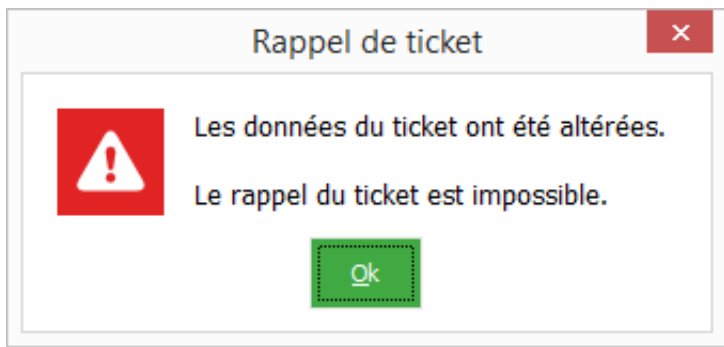 Rappel de ticket
Les données du ticket ont été altérées.
Le rappel du ticket est impossible.
Ok